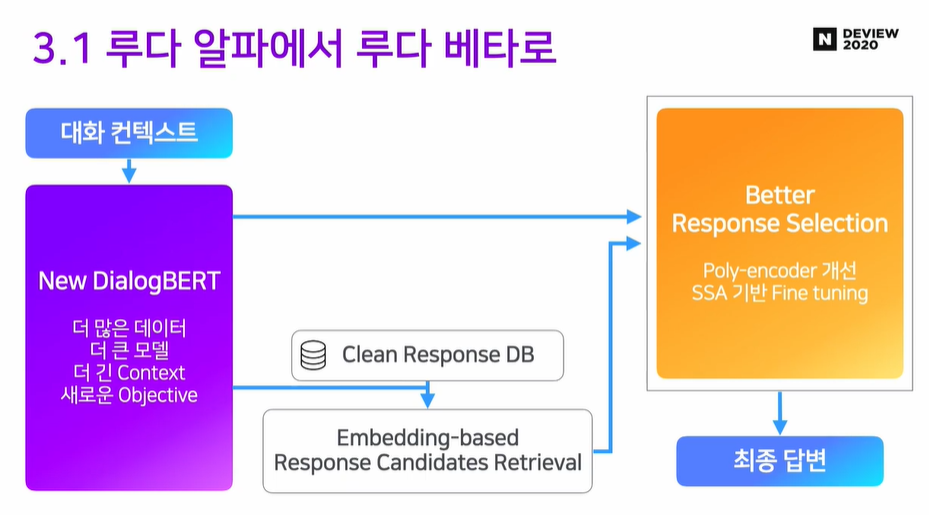 3.1 루다 알파에서 루다 베타로
N DEVIEW
2020
대화 컨텍스트
New DialogBERT
더 많은 데이터
더 큰 모델
더 긴 Context
새로운 Objective
Clean Response DB
Embedding-based
Response Candidates Retrieval
Better
Response Selection
Poly-encoder 개선
SSA 기반 Fine tuning
최종 답변